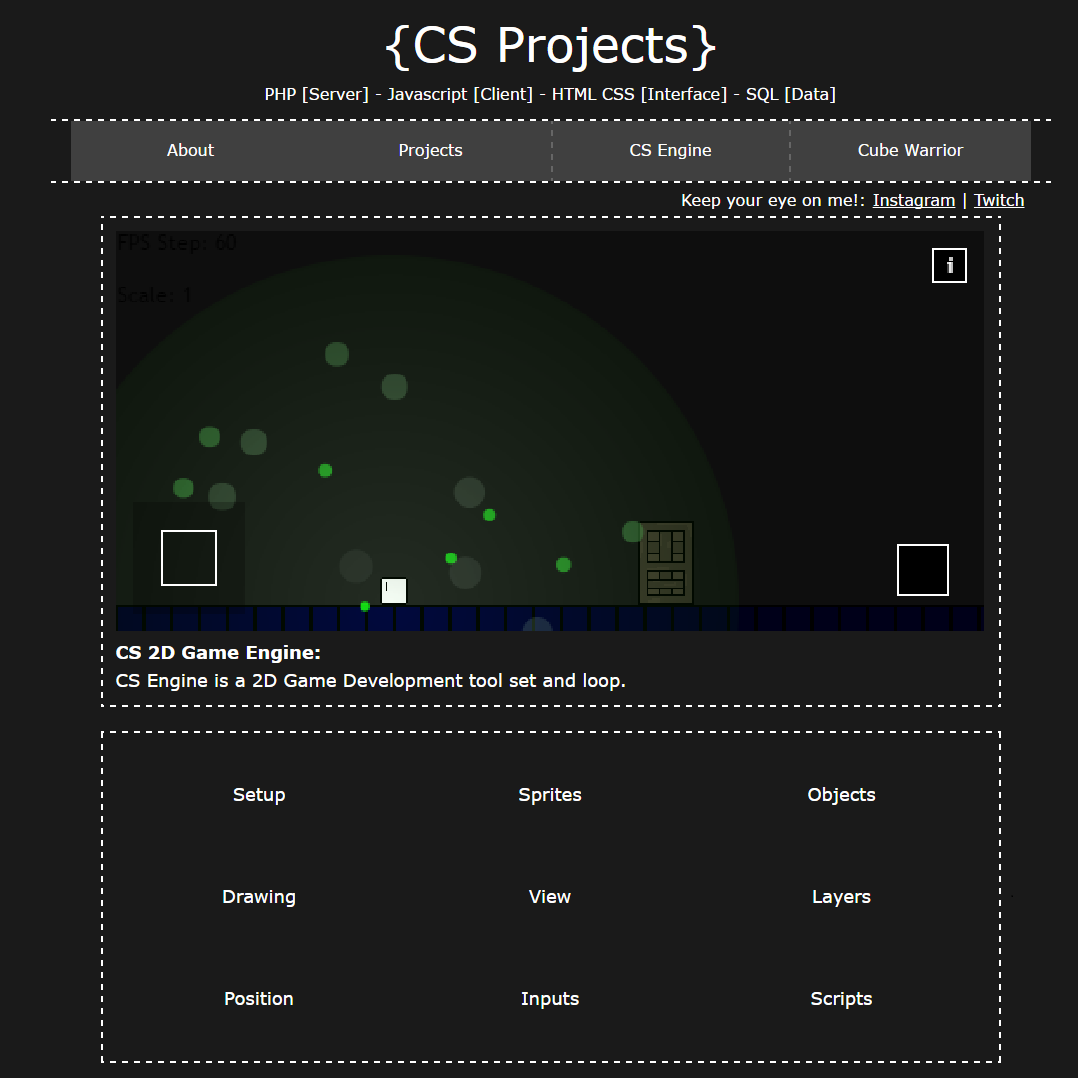 {CS Projects}
PHP [Server] - Javascript [Client] - HTML CSS [Interface] - SQL [Data]
About Projects CS Engine Cube Warrior
Keep your eye on me!: Instagram | Twitch
FPS Step: 60
i
Scale: 1
CS 2D Game Engine:
CS Engine is a 2D Game Development tool set and loop.
Setup Sprites Objects
Drawing View Layers
Position Inputs Scripts